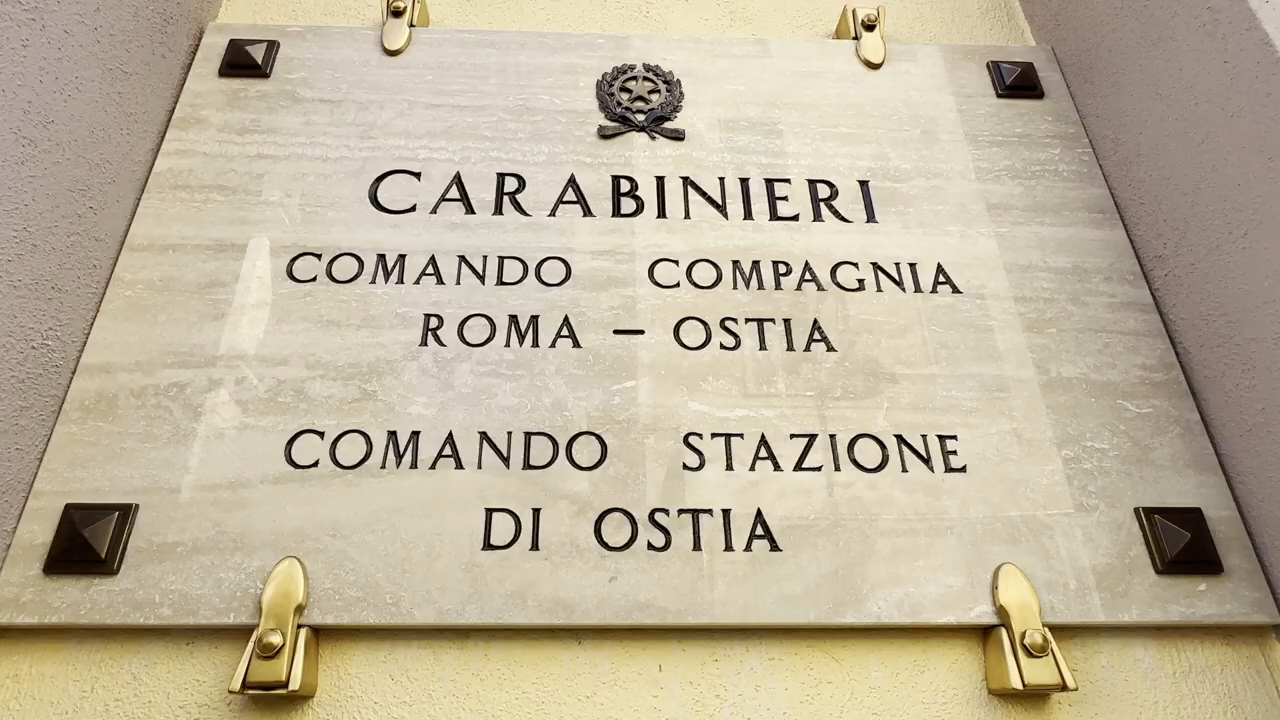 CARABINIERI
COMANDO COMPAGNIA
ROMA – OSTIA
COMANDO STAZIONE
DI OSTIA